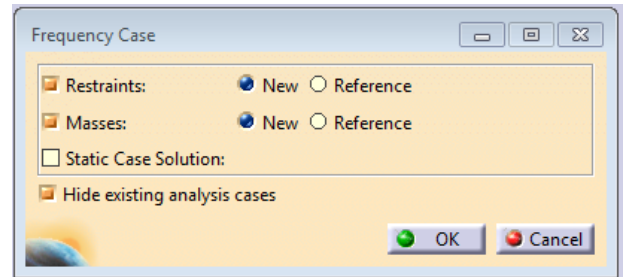 Frequency Case
Restraints: New Reference
Masses: New Reference
Static Case Solution:
Hide existing analysis cases
OK Cancel